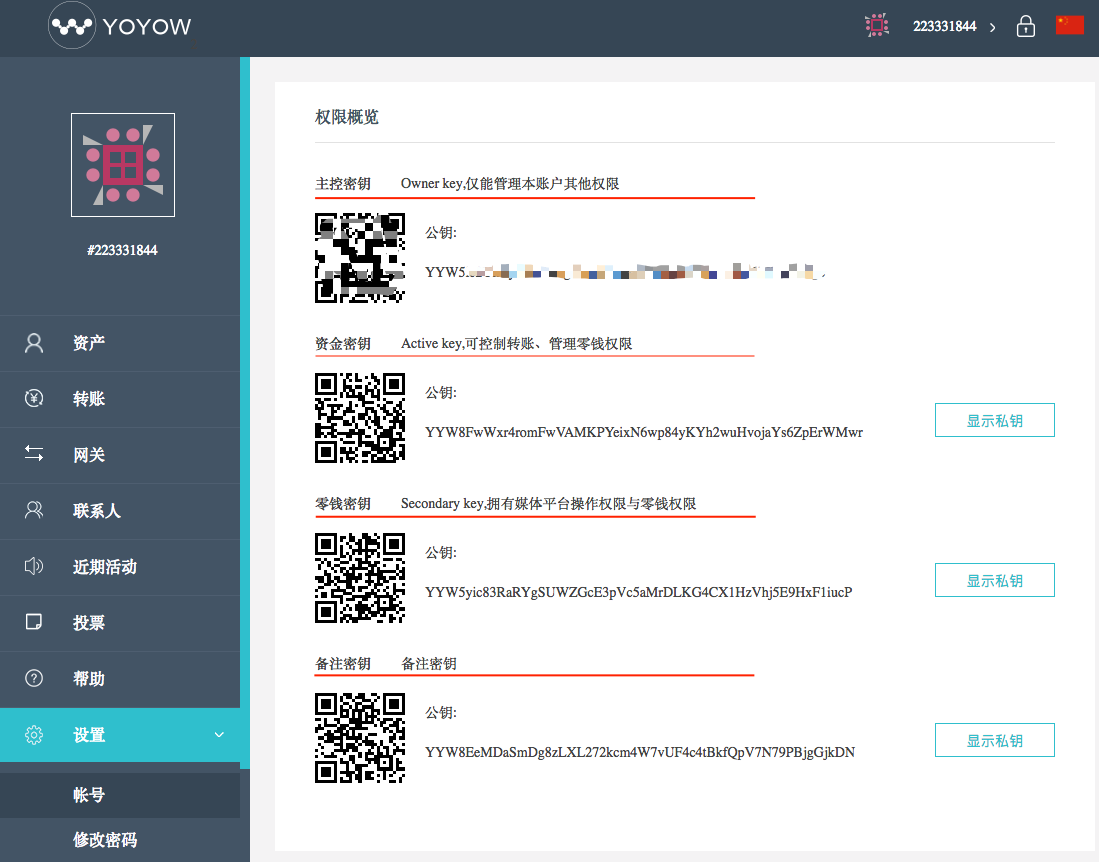 YOYOW
223331844
#223331844
资产
转账
网关
联系人
近期活动
投票
帮助
设置
帐号
修改密码
权限概览
主控密钥 Owner key,仅能管理本账户其他权限
公钥:
YYW5
资金密钥 Active key,可控制转账、管理零钱权限
公钥:
YYW8FwWxr4romFwVAMKPYeixN6wp84yKYh2wuHvojaYs6ZpErWMwr
显示私钥
零钱密钥 Secondary key,拥有媒体平台操作权限与零钱权限
公钥:
YYW5yic83RaRYgSUWZGcE3pVc5aMrDLKG4CX1HzVhj5E9HxF1iucP
显示私钥
备注密钥 备注密钥
公钥:
YYW8EeMDaSmDg8zLXL272kcm4W7vUF4c4tBkfQpV7N79PBjgGjkDN
显示私钥